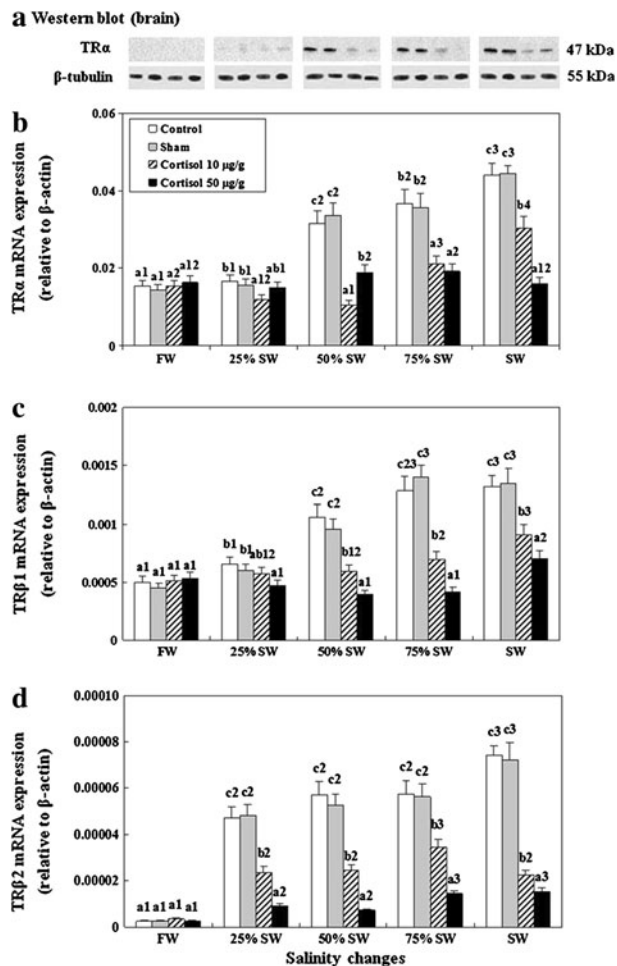 a Western blot (brain)
TRα 47 kDa
β-tubulin 55 kDa
b
TRα mRNA expression
(relative to β-actin)
0.06
0.04
0.02
0
Control
Sham
Cortisol 10 µg/g
Cortisol 50 µg/g
a1 a1 a2 a12
b1 b1 a12 ab1
c2 c2 a1 b2
b2 b2 a3 a2
c3 c3 b4 a12
FW 25% SW 50% SW 75% SW SW
c
TRβ1 mRNA expression
(relative to β-actin)
0.002
0.0015
0.001
0.0005
0
a1 a1 a1 a1
b1 b1 ab12 a1
c2 c2 b12 a1
c23 c3 b2 a1
c3 c3 b3 a2
FW 25% SW 50% SW 75% SW SW
d
TRβ2 mRNA expression
(relative to β-actin)
0.00010
0.00008
0.00006
0.00004
0.00002
0
a1 a1 a1 a1
c2 c2 b2 a2
c2 c2 b2 a2
c2 c2 b3 a3
c3 c3 b2 a3
FW 25% SW 50% SW 75% SW SW
Salinity changes